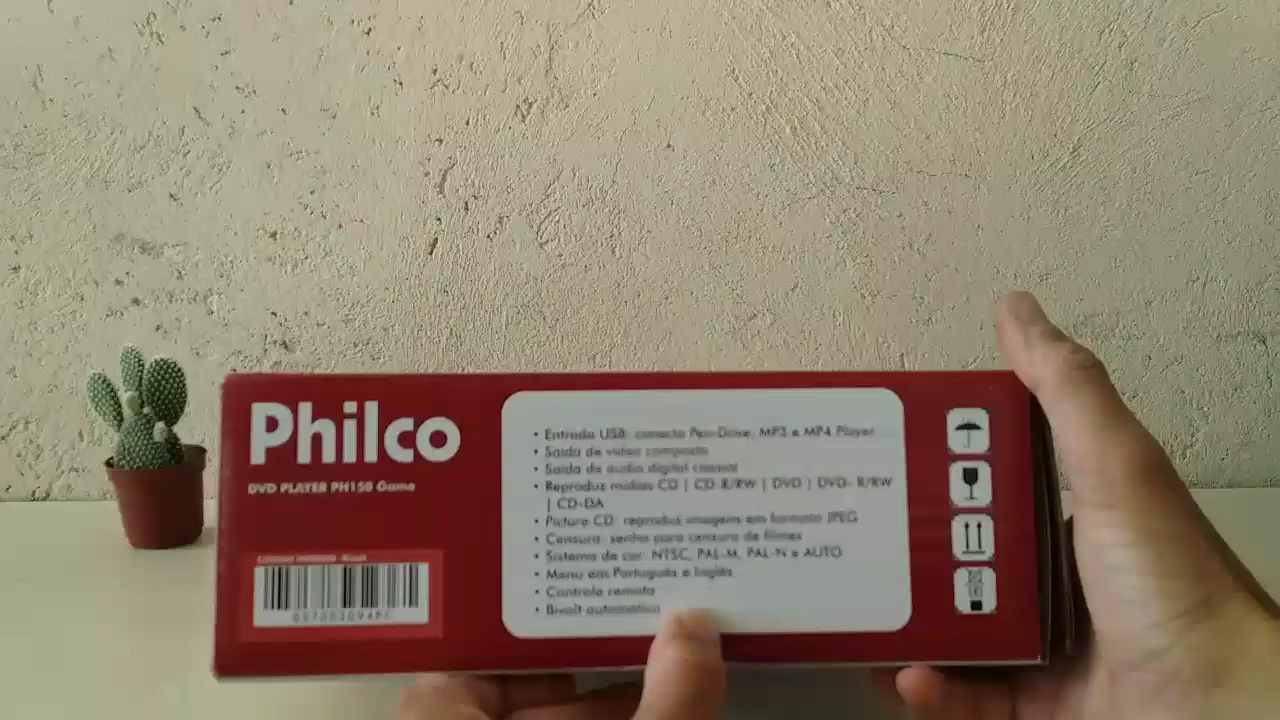 Philco
DVD PLAYER PH150 Game
• Entrada USB: conecta Pen-Drive, MP3 e MP4 Player
• Saída de vídeo composto
• Saída de audio digital coaxial
• Reproduz mídias CD | CD-R/RW | DVD | DVD- R/RW
| CD-DA
• Picture CD: reproduz imagens em formato JPEG
• Censura: senha para censura de filmes
• Sistema de cor: NTSC, PAL-M, PAL-N e AUTO
• Menu em Português e Inglês
• Controle remoto
• Bivolt automático